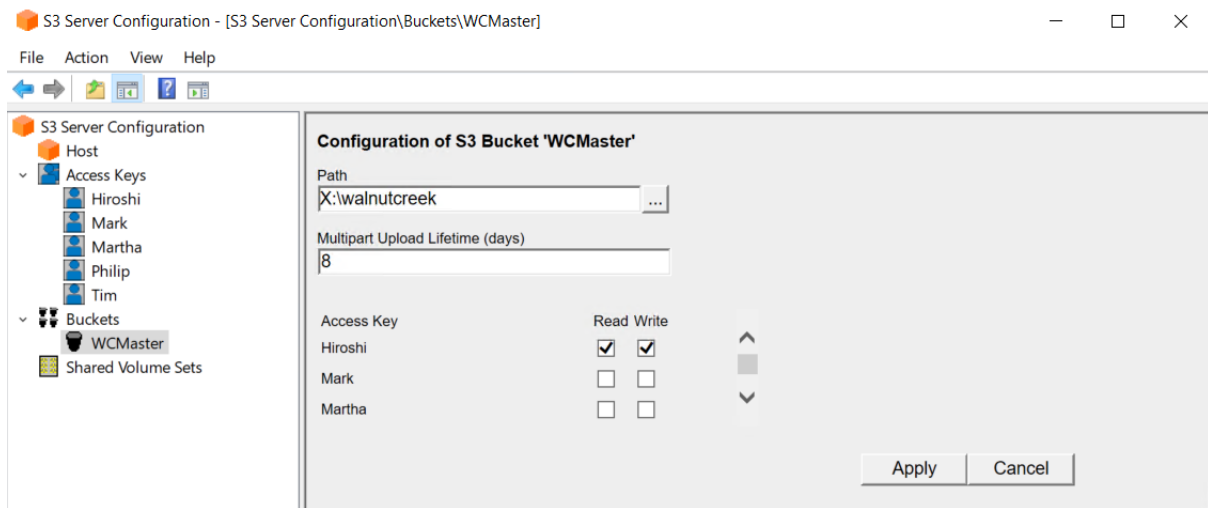 S3 Server Configuration - [S3 Server Configuration\Buckets\WCMaster]
File Action View Help
S3 Server Configuration
Host
Access Keys
Hiroshi
Mark
Martha
Philip
Tim
Buckets
WCMaster
Shared Volume Sets
Configuration of S3 Bucket 'WCMaster'
Path
X:\walnutcreek ...
Multipart Upload Lifetime (days)
8
Access Key Read Write
Hiroshi
Mark
Martha
Apply Cancel